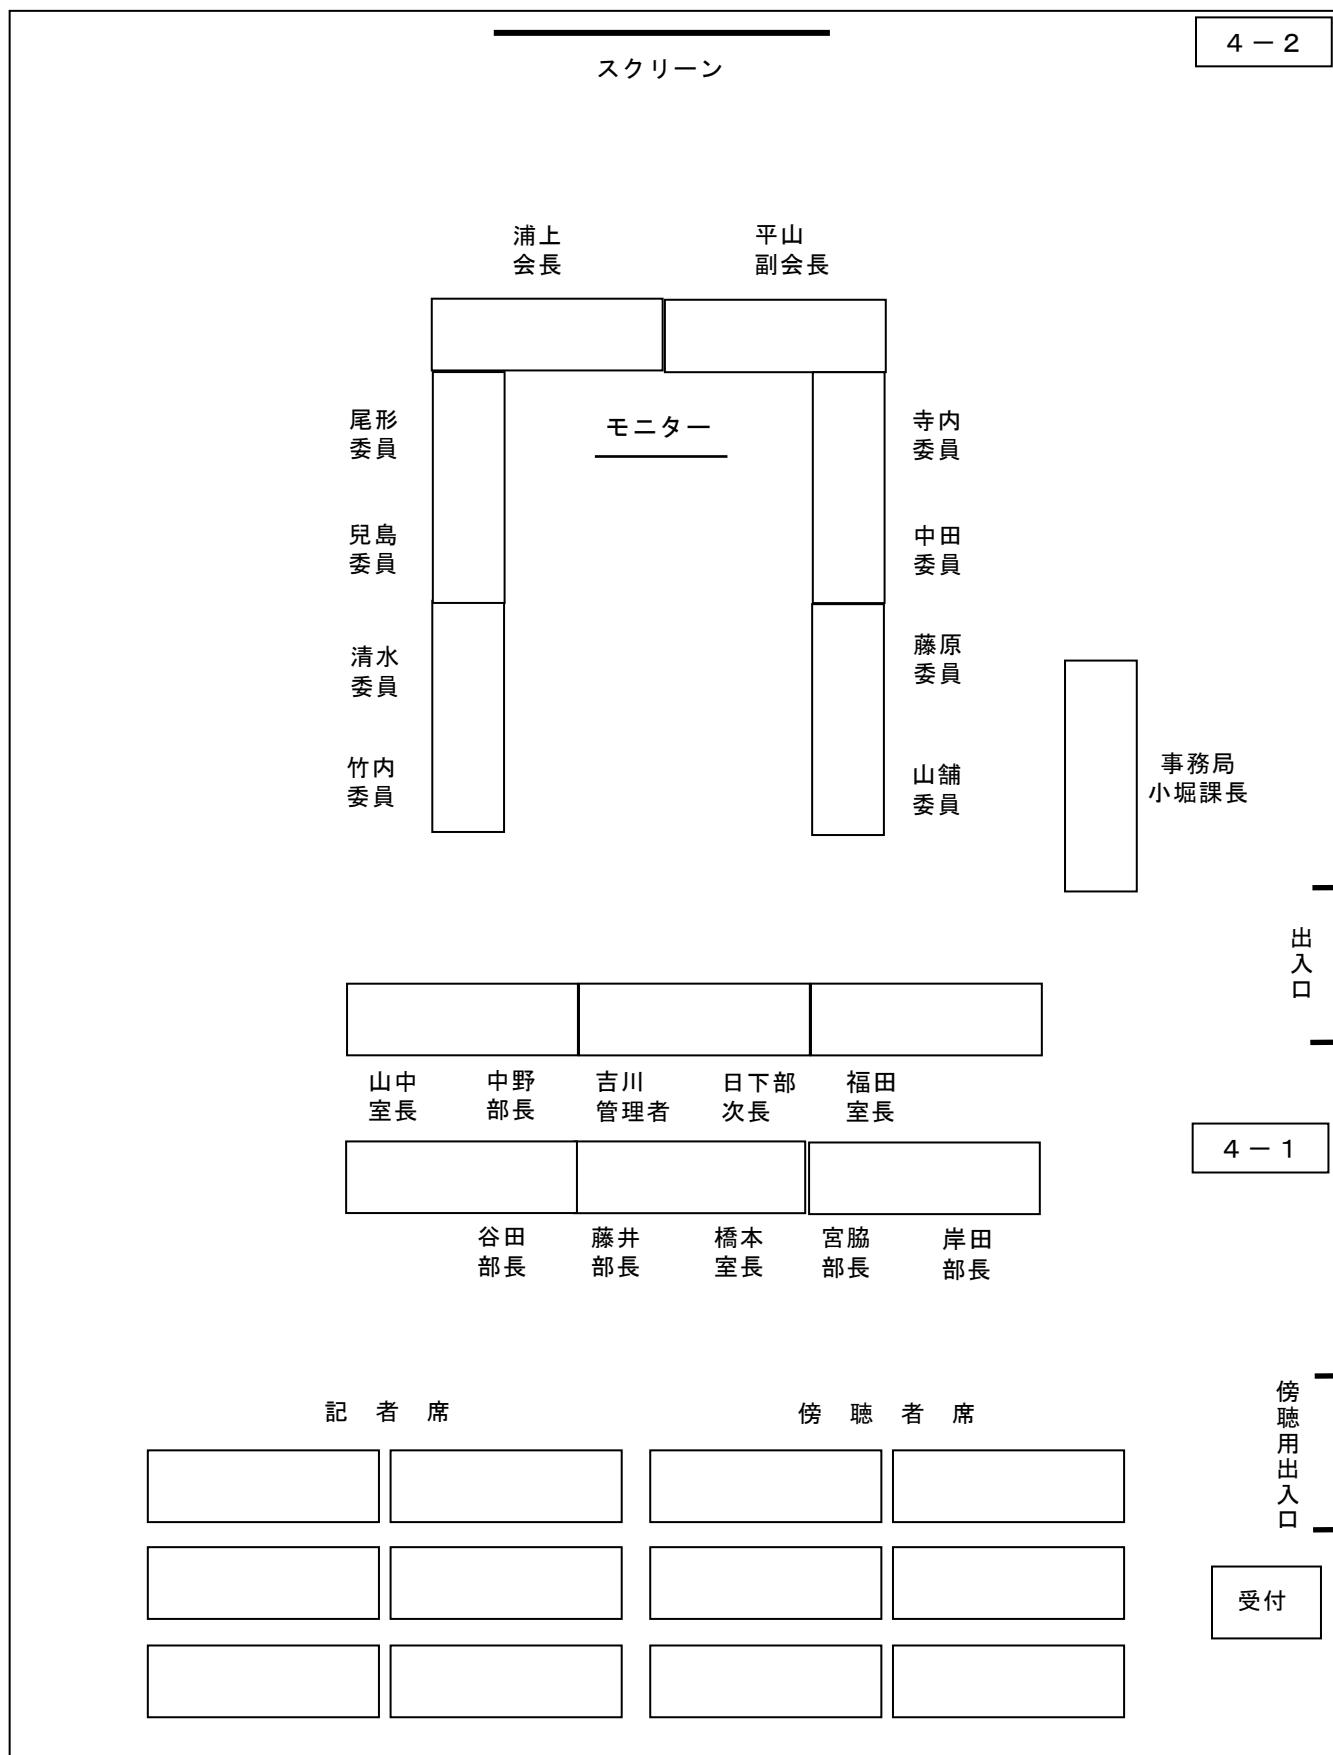 ４－２
スクリーン
浦上
会長
平山
副会長
尾形
委員
モニター
寺内
委員
兒島
委員
中田
委員
清水
委員
藤原
委員
竹内
委員
山舗
委員
事務局
小堀課長
出入口
山中
室長
中野
部長
吉川
管理者
日下部
次長
福田
室長
４－１
谷田
部長
藤井
部長
橋本
室長
宮脇
部長
岸田
部長
記者席
傍聴者席
傍聴用出入口
受付